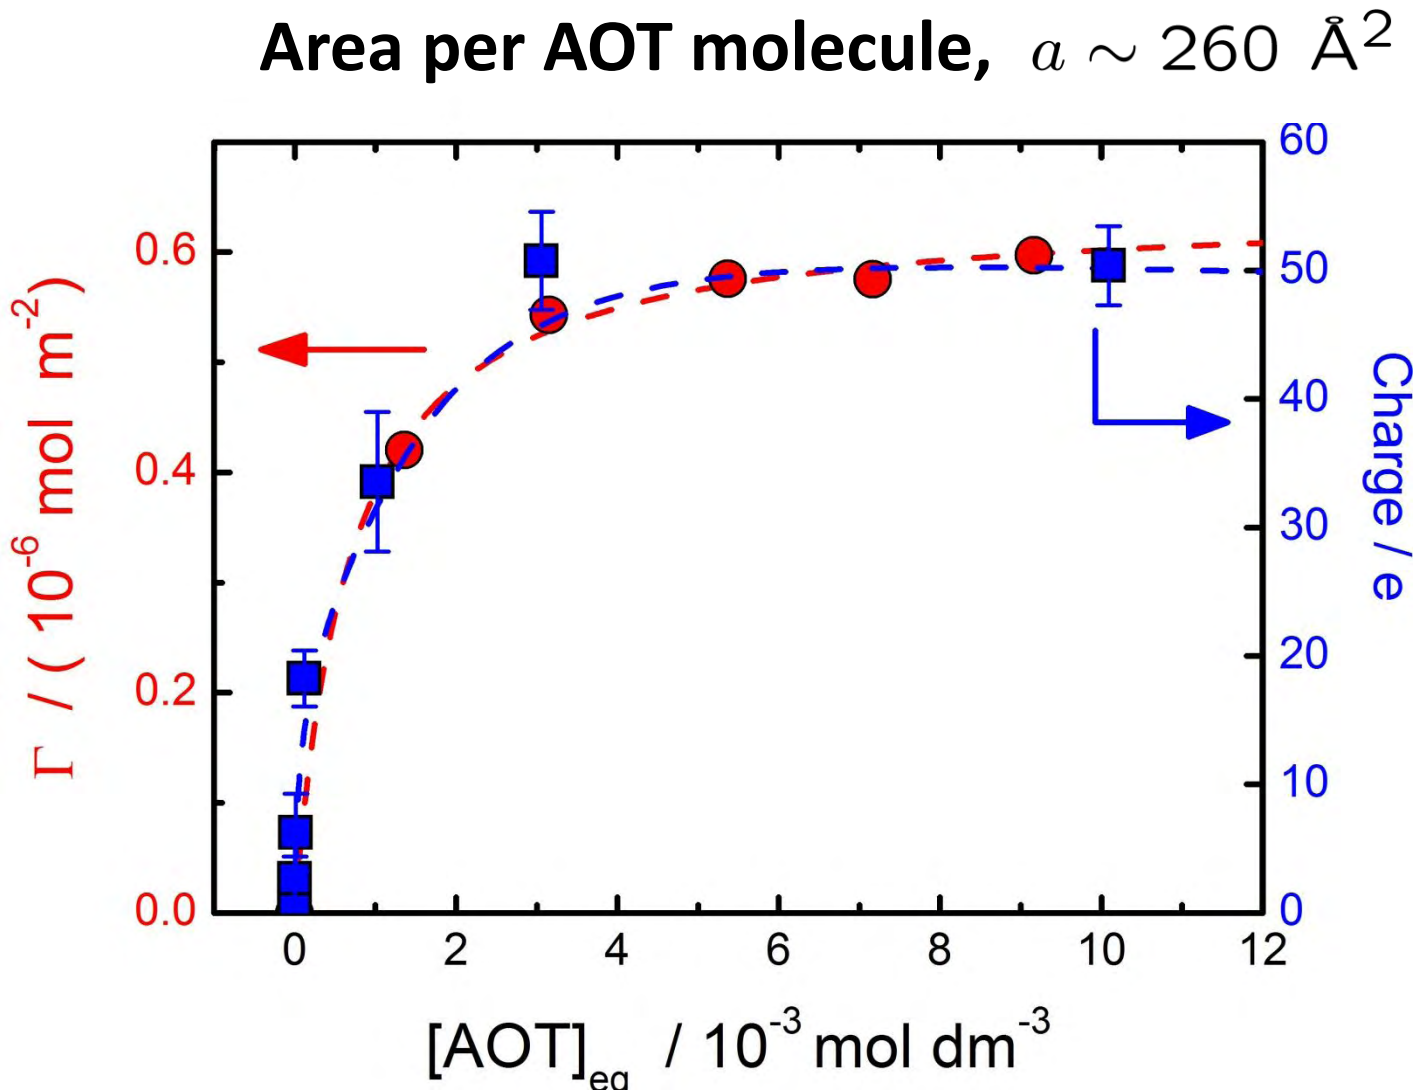 Area per AOT molecule, a ~ 260 Å²
60
0.6
50
Γ / ( 10⁻⁶ mol m⁻²)
40
Charge / e
0.4
30
20
0.2
10
0.0
0
0 2 4 6 8 10 12
[AOT]eq / 10⁻³ mol dm⁻³